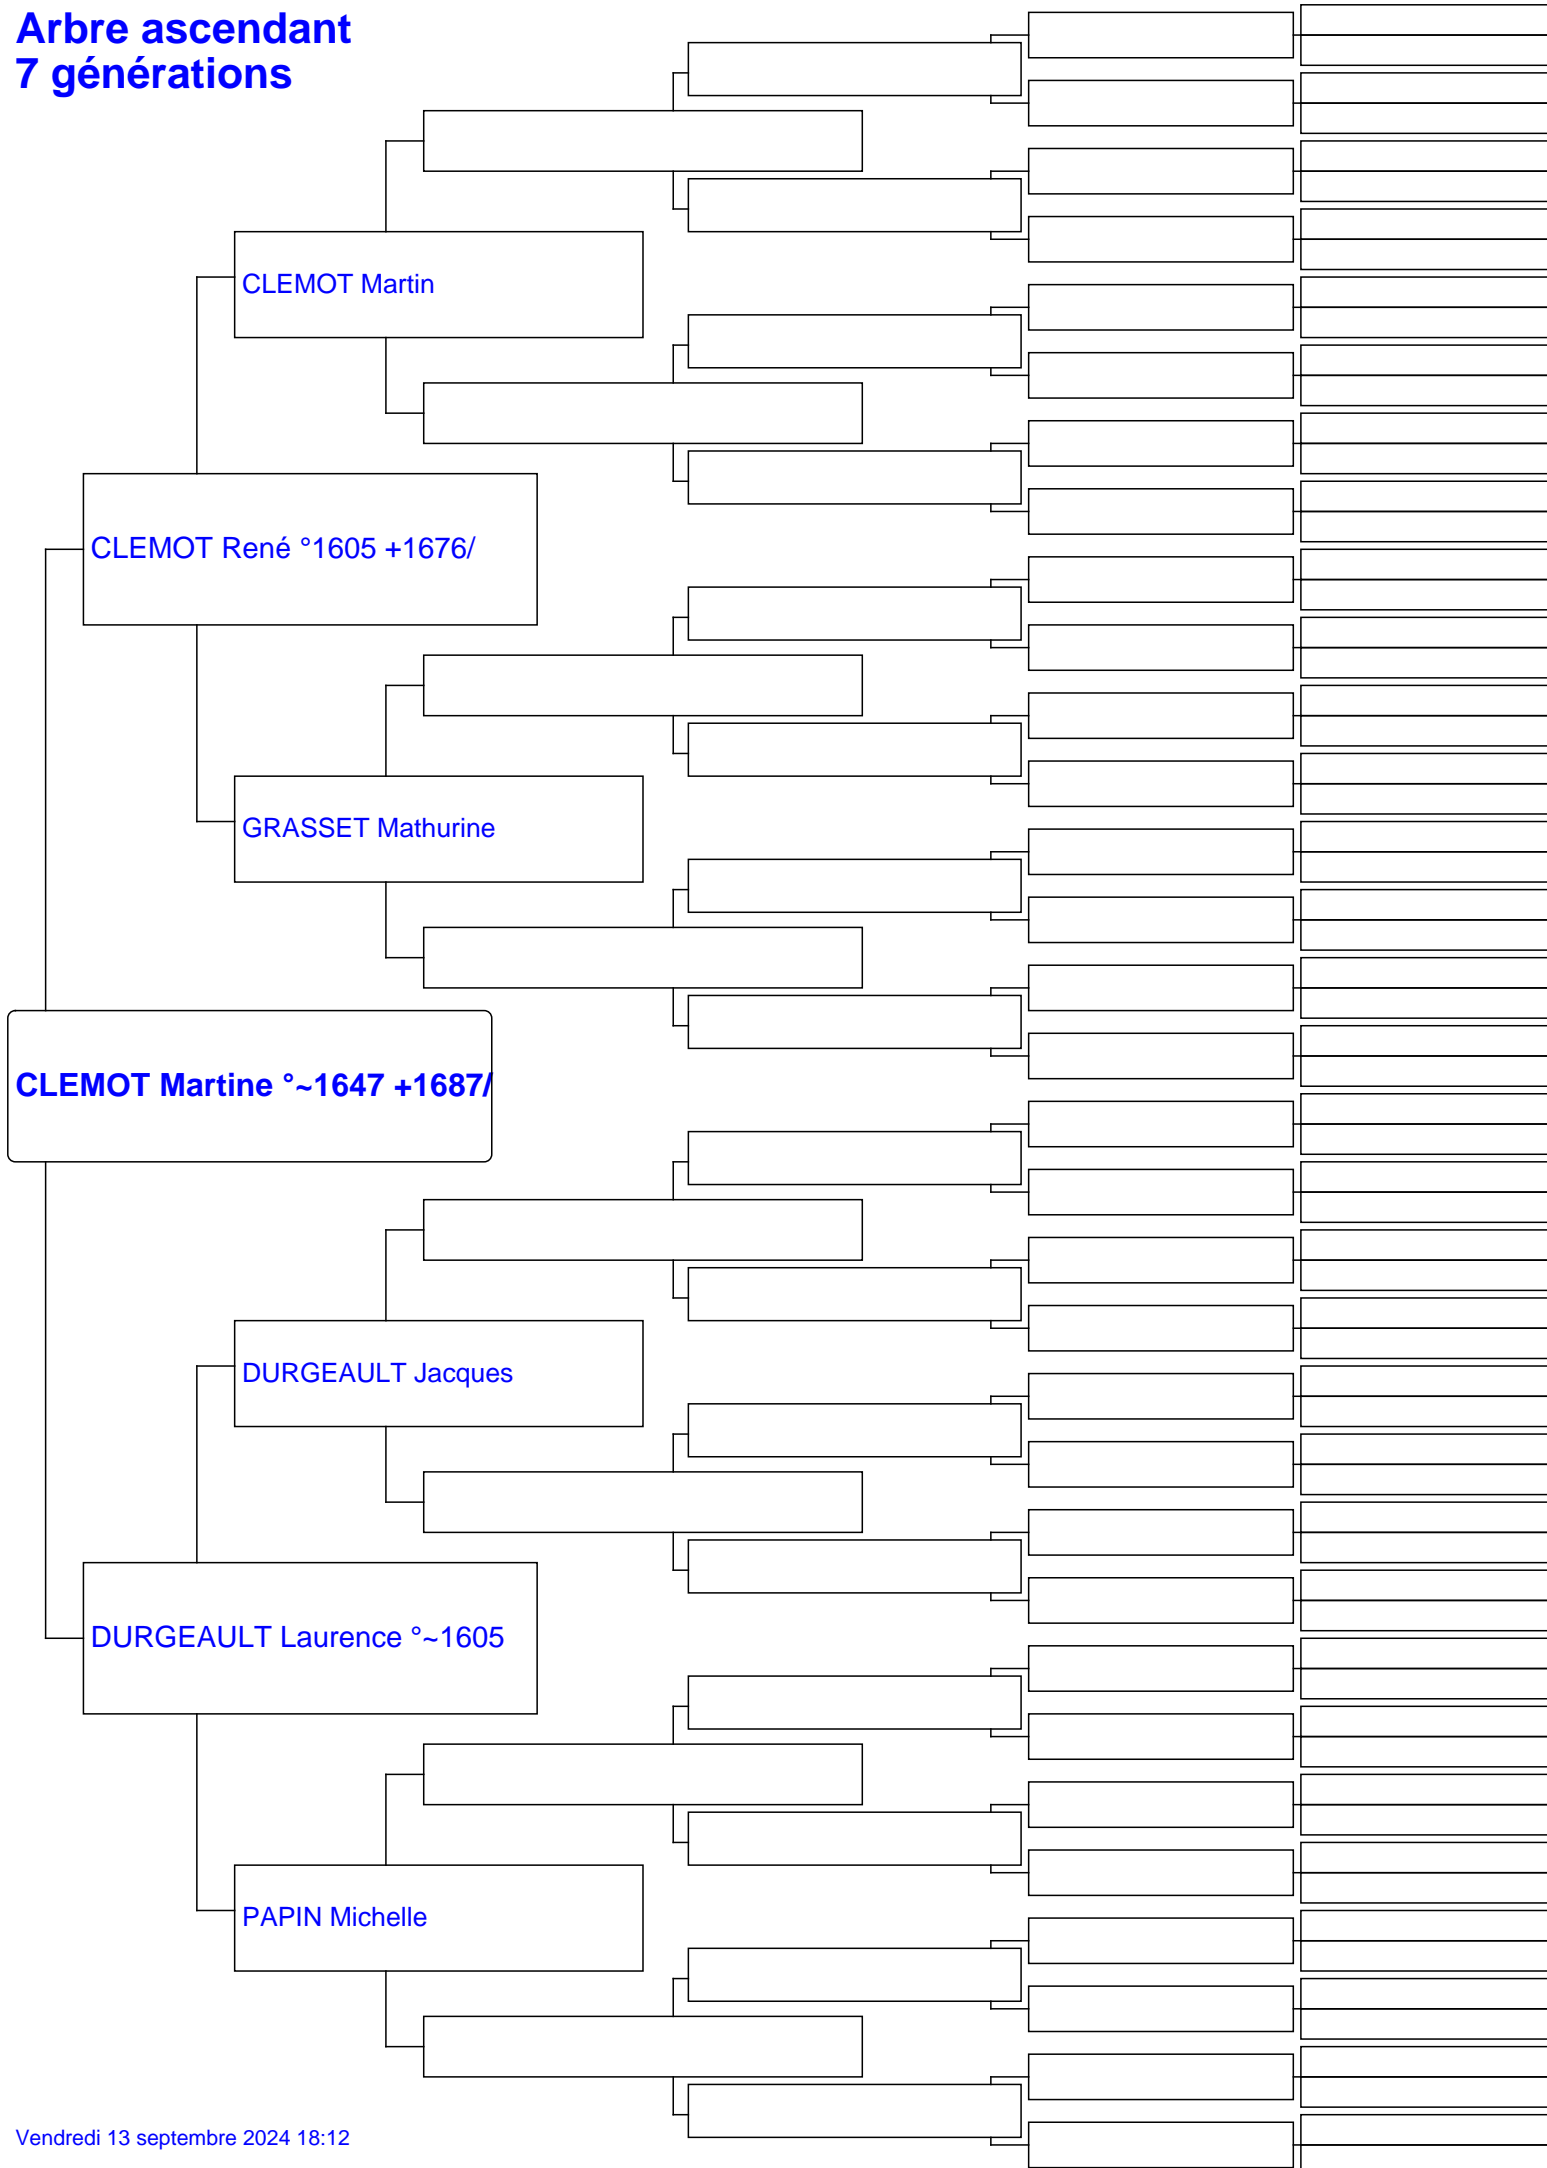 Arbre ascendant
7 générations
CLEMOT Martin
CLEMOT René °1605 +1676/
GRASSET Mathurine
CLEMOT Martine °~1647 +1687/
DURGEAULT Jacques
DURGEAULT Laurence °~1605
PAPIN Michelle
Vendredi 13 septembre 2024 18:12